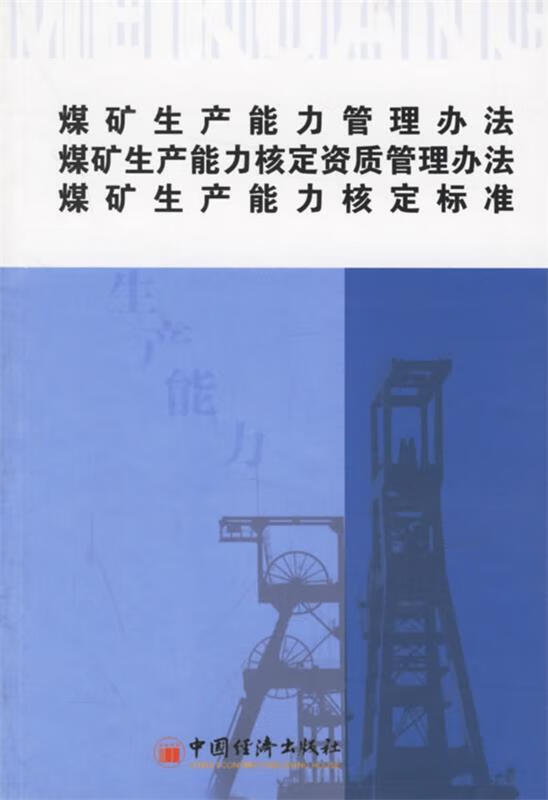 煤矿生产能力管理办法
煤矿生产能力核定资质管理办法
煤矿生产能力核定标准
生产能力
中国经济出版社